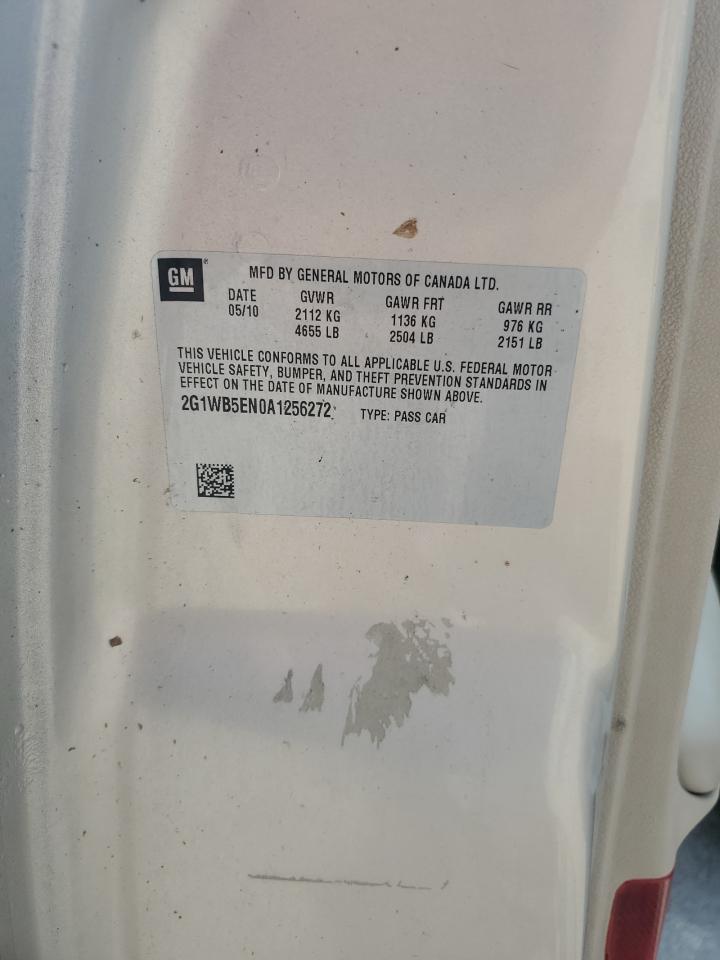 GM MFD BY GENERAL MOTORS OF CANADA LTD.
DATE GVWR GAWR FRT GAWR RR
05/10 2112 KG 1136 KG 976 KG
4655 LB 2504 LB 2151 LB
THIS VEHICLE CONFORMS TO ALL APPLICABLE U.S. FEDERAL MOTOR
VEHICLE SAFETY, BUMPER, AND THEFT PREVENTION STANDARDS IN
EFFECT ON THE DATE OF MANUFACTURE SHOWN ABOVE.
2G1WB5EN0A1256272 TYPE: PASS CAR